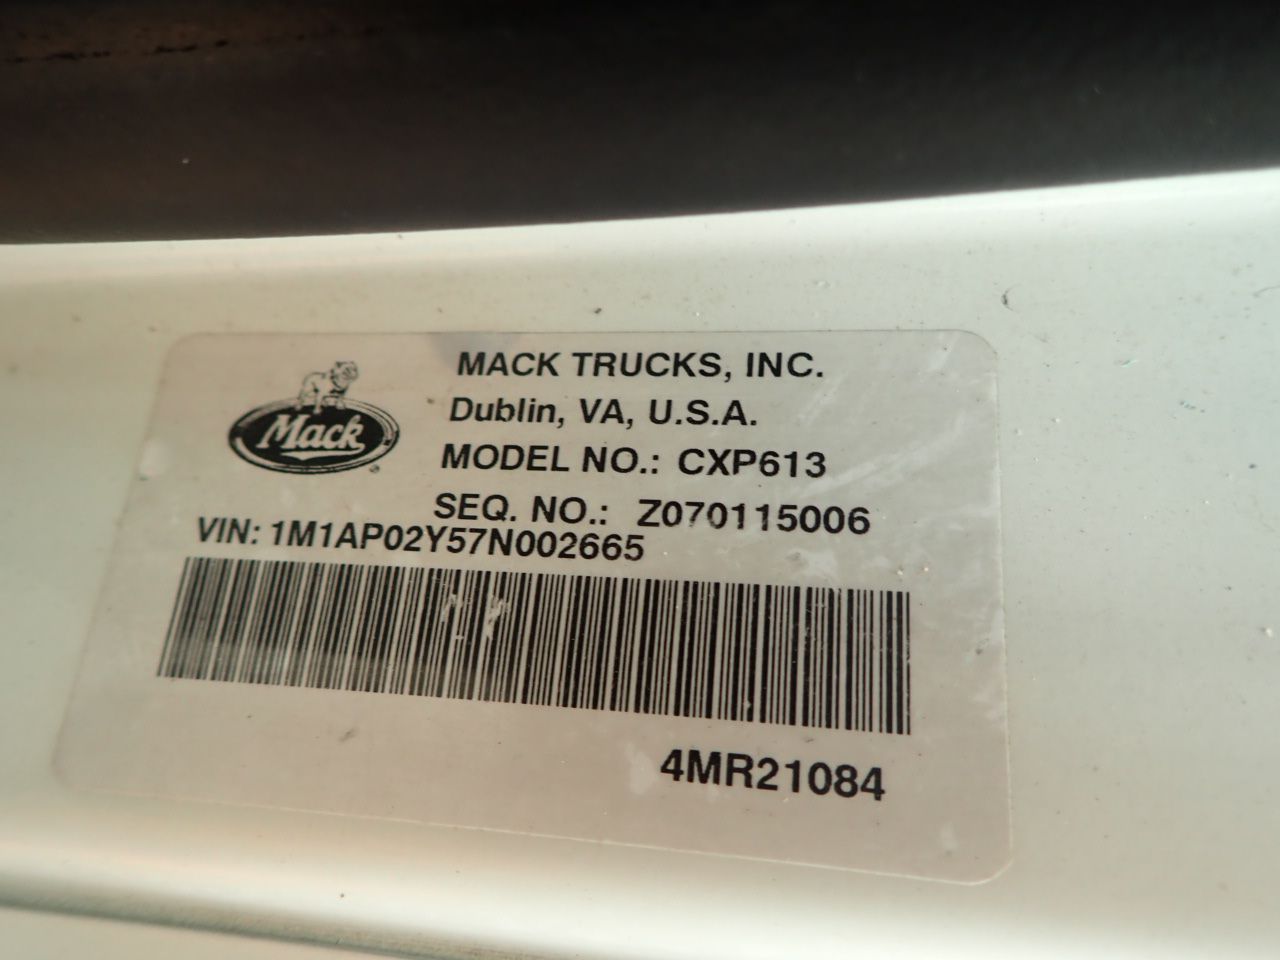 Mack
MACK TRUCKS, INC.
Dublin, VA, U.S.A.
MODEL NO.: CXP613
SEQ. NO.: Z070115006
VIN: 1M1AP02Y57N002665
4MR21084